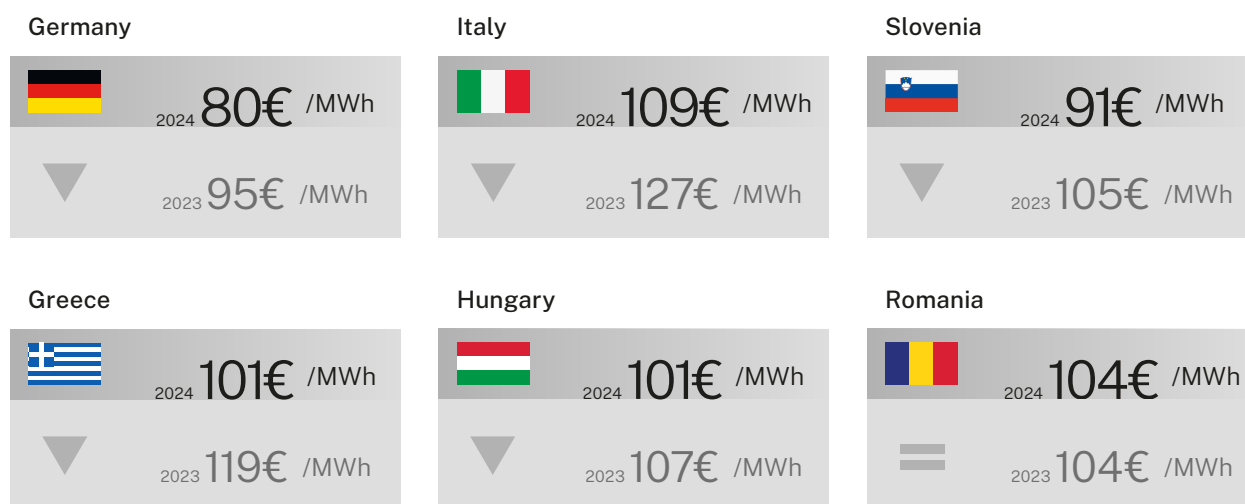 Germany Italy Slovenia
2024 80€ /MWh 2024 109€ /MWh 2024 91€ /MWh
2023 95€ /MWh 2023 127€ /MWh 2023 105€ /MWh
Greece Hungary Romania
2024 101€ /MWh 2024 101€ /MWh 2024 104€ /MWh
2023 119€ /MWh 2023 107€ /MWh 2023 104€ /MWh